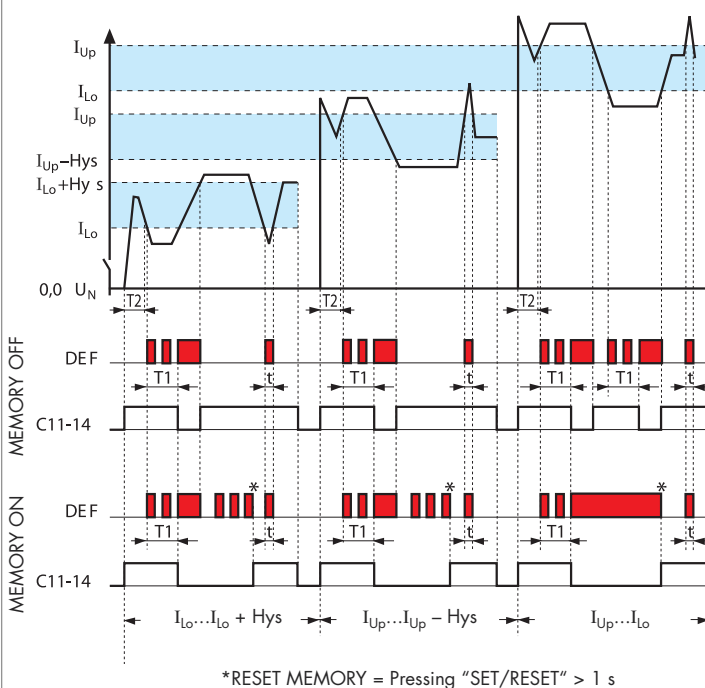 I_Up
I_Lo
I_Up
I_Up–Hys
I_Lo+Hy s
I_Lo
0,0 U_N
T2 T2 T2
MEMORY OFF
DEF
T1 t T1 t T1 T1 t
C11-14
MEMORY ON
* * *
DEF
T1 t T1 t T1 t
C11-14
I_Lo...I_Lo + Hys I_Up...I_Up – Hys I_Up...I_Lo
*RESET MEMORY = Pressing “SET/RESET“ > 1 s